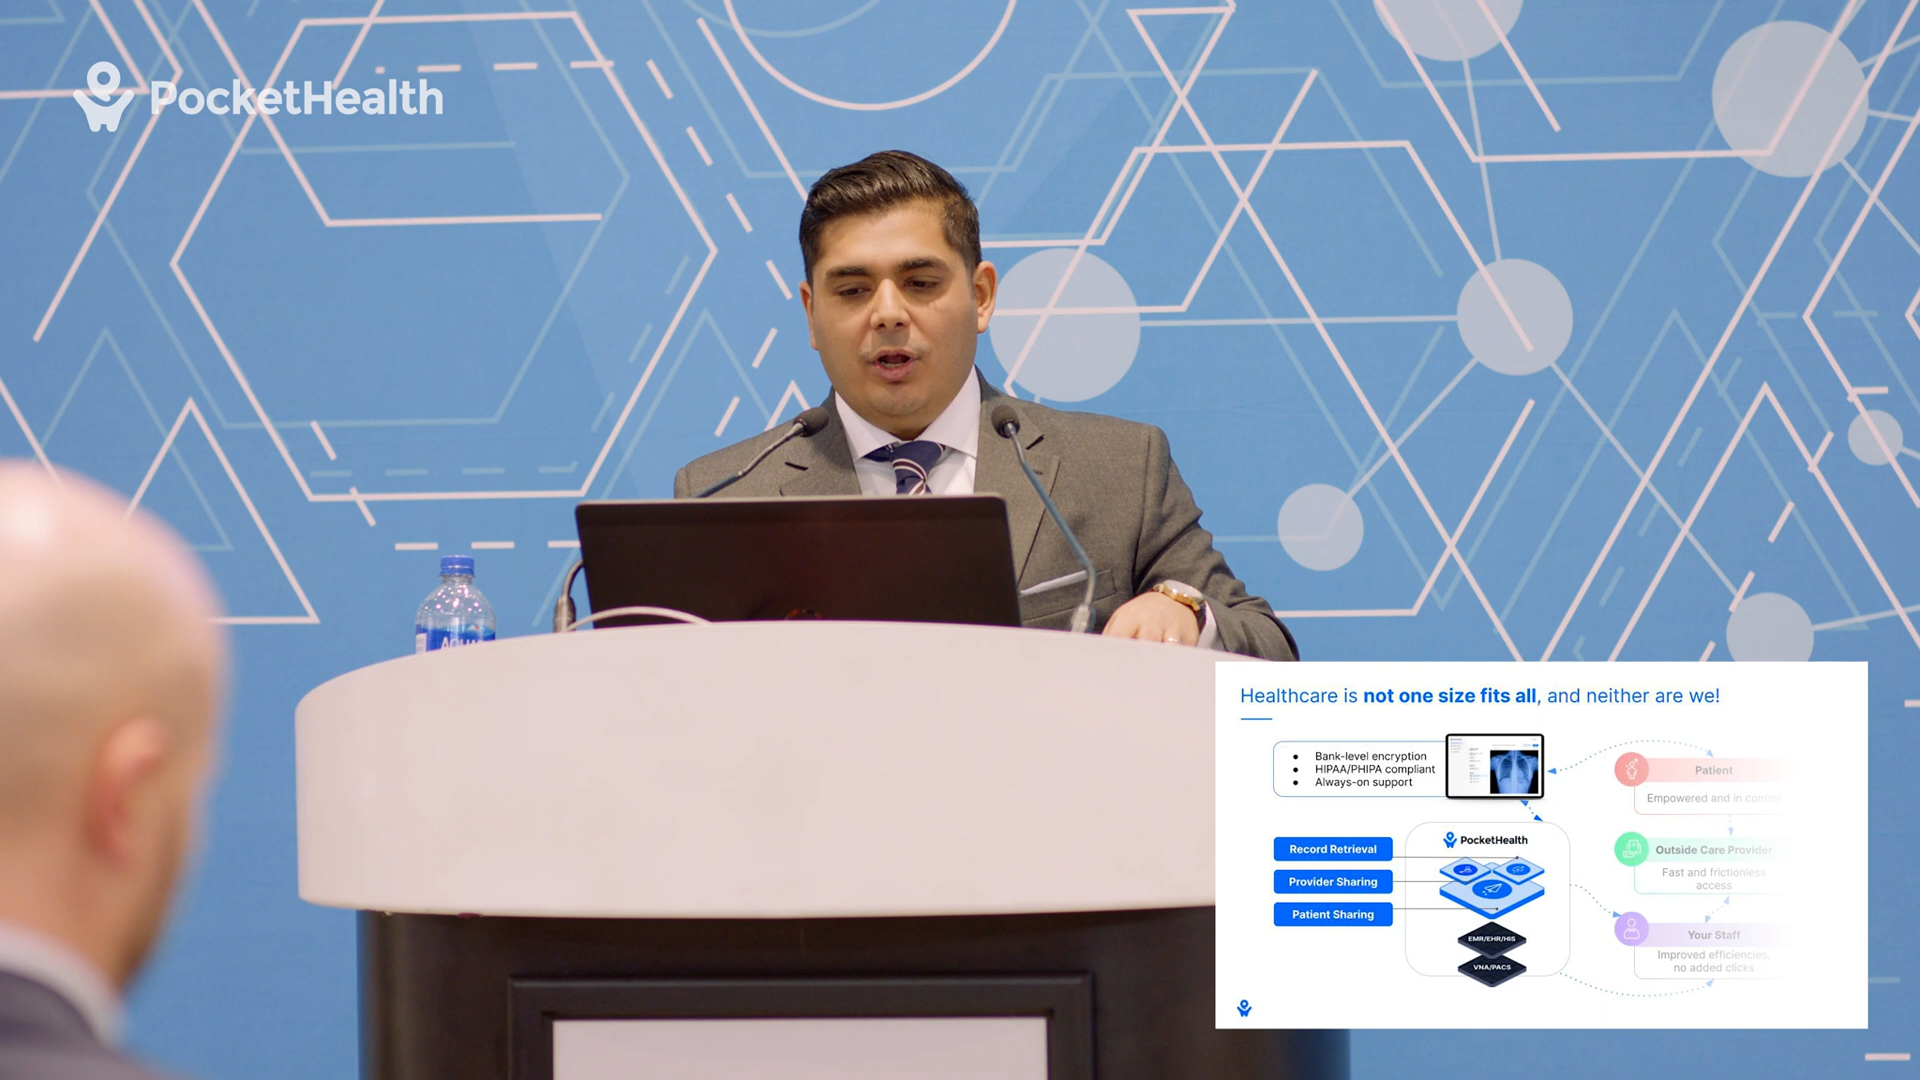 PocketHealth
Healthcare is not one size fits all, and neither are we!
Bank-level encryption
HIPAA/PHIPA compliant
Always-on support
Record Retrieval
Provider Sharing
Patient Sharing
PocketHealth
EMR/EHR/HIS
VNA/PACS
Patient
Empowered and in control
Outside Care Provider
Fast and frictionless
access
Your Staff
Improved efficiencies,
no added clicks